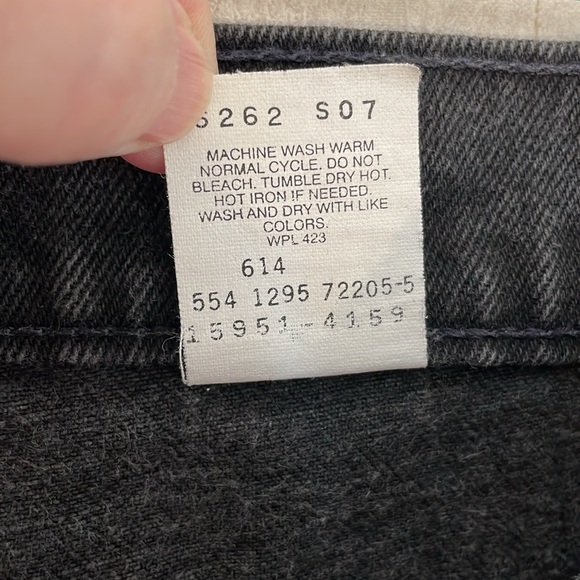 S262 S07
MACHINE WASH WARM
NORMAL CYCLE. DO NOT
BLEACH. TUMBLE DRY HOT.
HOT IRON IF NEEDED.
WASH AND DRY WITH LIKE
COLORS.
WPL 423
614
554 1295 72205-5
15951-4159